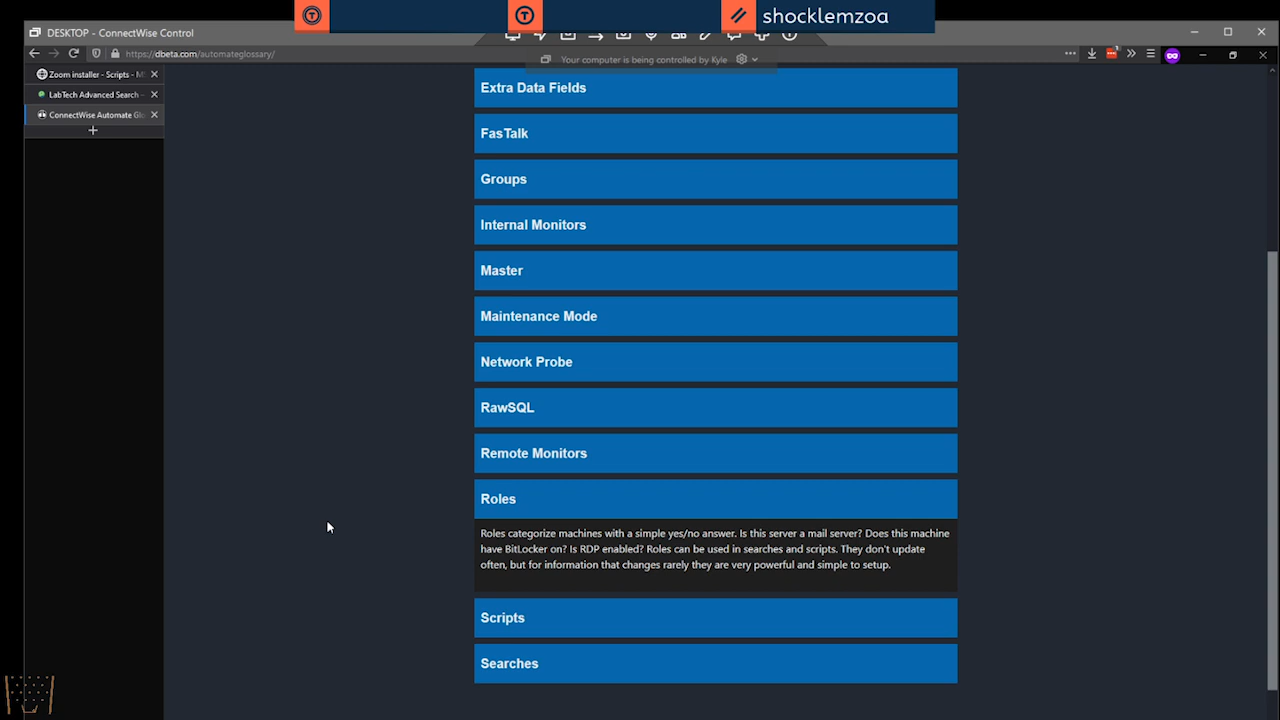 shocklemzoa
DESKTOP - ConnectWise Control
https://dbeta.com/automateglossary/
Your computer is being controlled by Kyle
Zoom installer - Scripts - M
LabTech Advanced Search -
ConnectWise Automate Gl
Extra Data Fields
FasTalk
Groups
Internal Monitors
Master
Maintenance Mode
Network Probe
RawSQL
Remote Monitors
Roles
Roles categorize machines with a simple yes/no answer. Is this server a mail server? Does this machine
have BitLocker on? Is RDP enabled? Roles can be used in searches and scripts. They don't update
often, but for information that changes rarely they are very powerful and simple to setup.
Scripts
Searches